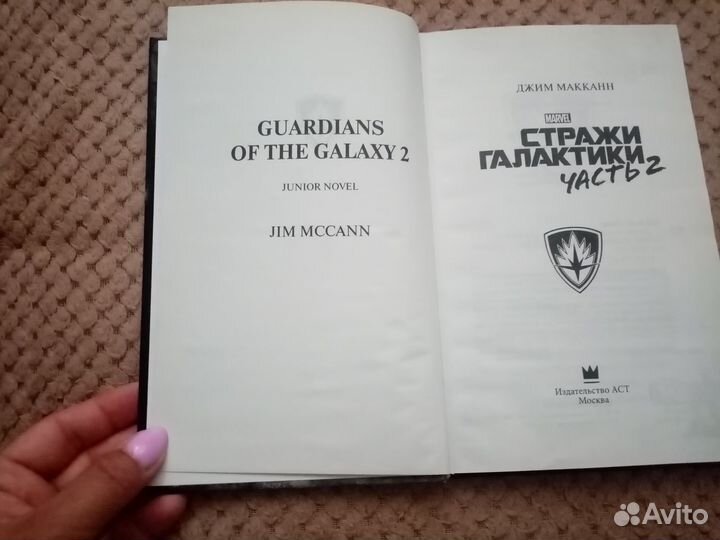 GUARDIANS
OF THE GALAXY 2
JUNIOR NOVEL
JIM MCCANN
ДЖИМ МАККАНН
MARVEL
СТРАЖИ
ГАЛАКТИКИ
ЧАСТЬ 2
Издательство АСТ
Москва
Avito